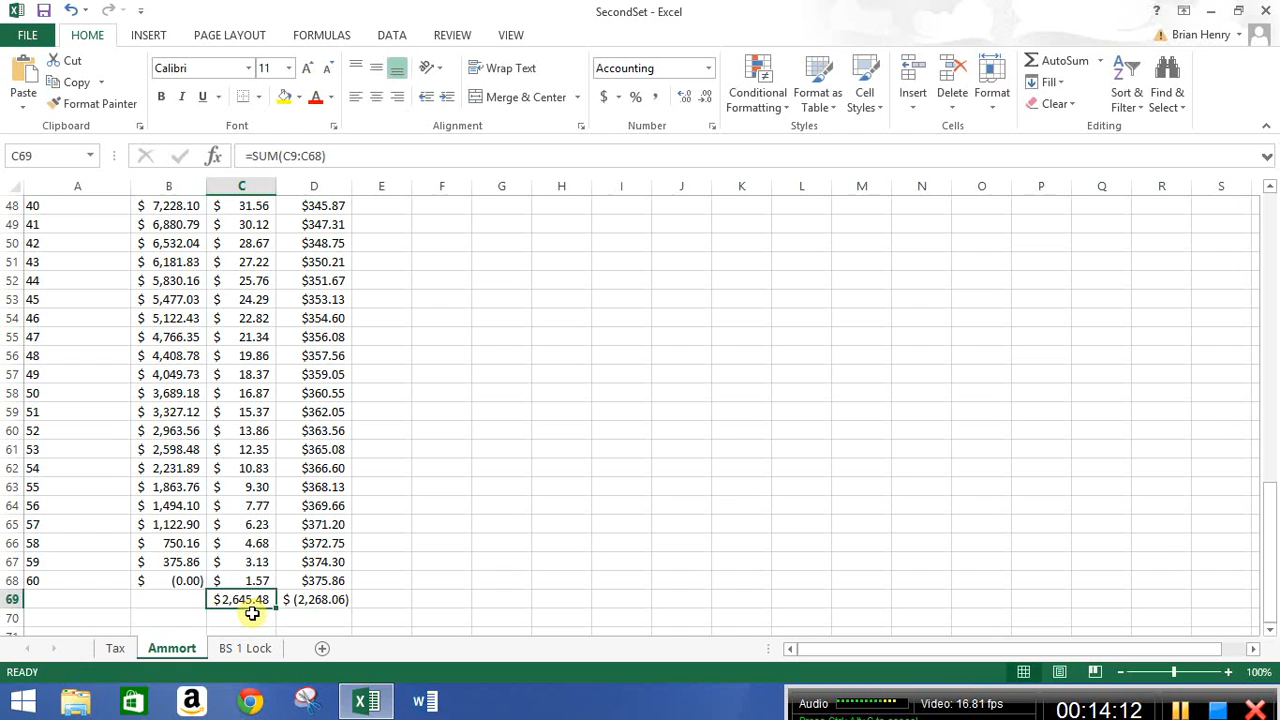 SecondSet - Excel
?
FILE HOME INSERT PAGE LAYOUT FORMULAS DATA REVIEW VIEW Brian Henry
Cut
Copy
Format Painter
Paste
Clipboard
Calibri 11
B I U
Font
Wrap Text
Merge & Center
Alignment
Accounting
$ % ,
Number
Conditional Formatting
Format as Table
Cell Styles
Styles
Insert Delete Format
Cells
AutoSum
Fill
Clear
Sort & Filter
Find & Select
Editing
C69 fx =SUM(C9:C68)
A B C D E F G H I J K L M N O P Q R S
48 40 $ 7,228.10 $ 31.56 $345.87
49 41 $ 6,880.79 $ 30.12 $347.31
50 42 $ 6,532.04 $ 28.67 $348.75
51 43 $ 6,181.83 $ 27.22 $350.21
52 44 $ 5,830.16 $ 25.76 $351.67
53 45 $ 5,477.03 $ 24.29 $353.13
54 46 $ 5,122.43 $ 22.82 $354.60
55 47 $ 4,766.35 $ 21.34 $356.08
56 48 $ 4,408.78 $ 19.86 $357.56
57 49 $ 4,049.73 $ 18.37 $359.05
58 50 $ 3,689.18 $ 16.87 $360.55
59 51 $ 3,327.12 $ 15.37 $362.05
60 52 $ 2,963.56 $ 13.86 $363.56
61 53 $ 2,598.48 $ 12.35 $365.08
62 54 $ 2,231.89 $ 10.83 $366.60
63 55 $ 1,863.76 $ 9.30 $368.13
64 56 $ 1,494.10 $ 7.77 $369.66
65 57 $ 1,122.90 $ 6.23 $371.20
66 58 $ 750.16 $ 4.68 $372.75
67 59 $ 375.86 $ 3.13 $374.30
68 60 $ (0.00) $ 1.57 $375.86
69 $2,645.48 $ (2,268.06)
70
Tax Ammort BS 1 Lock
READY 100%
Audio Video: 16.81 fps 00:14:12